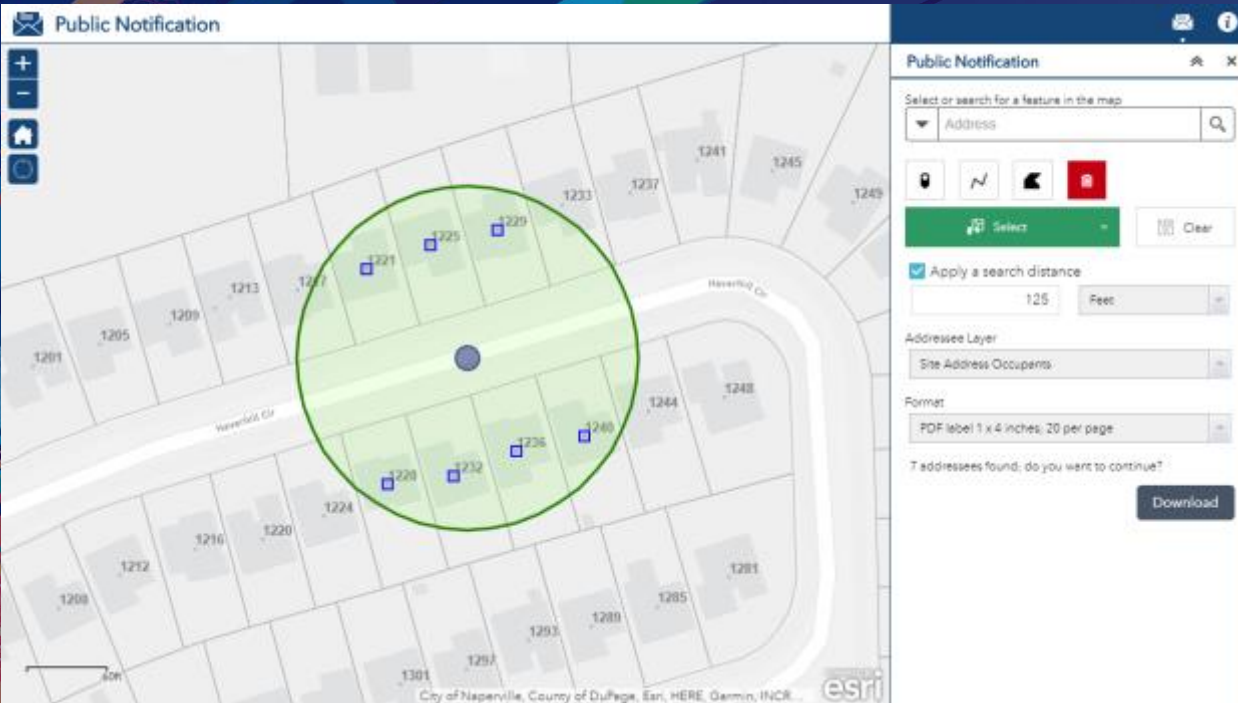 Public Notification
Public Notification
Select or search for a feature in the map
Address
Select
Clear
Apply a search distance
125 Feet
Addressee Layer
Site Address Occupants
Format
PDF label 1 x 4 inches; 20 per page
7 addressees found; do you want to continue?
Download
1241
1245
1249
1233
1237
1229
1225
1221
1217
1213
1209
1205
1201
Haverhill Cir
Haverhill Cir
1248
1244
1240
1236
1232
1228
1224
1220
1216
1212
1208
1281
1285
1289
1293
1297
1301
60ft
City of Naperville, County of DuPage, Esri, HERE, Garmin, INCR...
esri